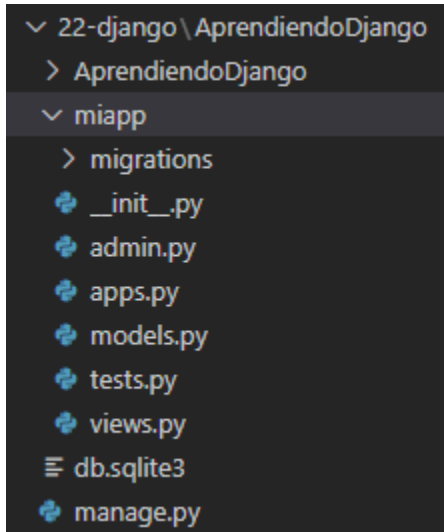 22-django\AprendiendoDjango
AprendiendoDjango
miapp
migrations
__init__.py
admin.py
apps.py
models.py
tests.py
views.py
db.sqlite3
manage.py